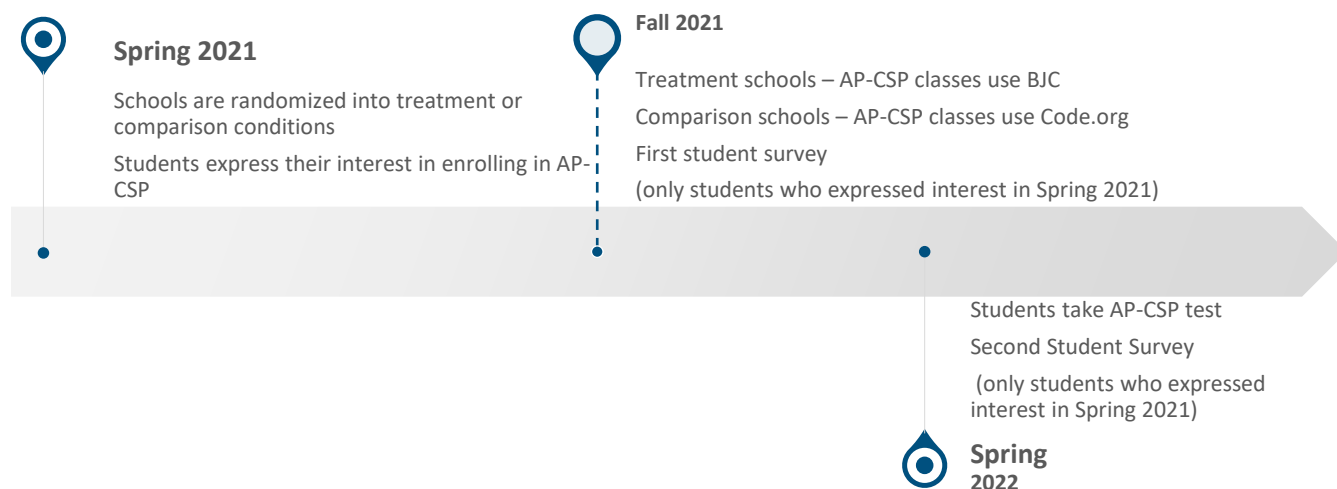 Spring 2021
Schools are randomized into treatment or
comparison conditions
Students express their interest in enrolling in AP-
CSP
Fall 2021
Treatment schools – AP-CSP classes use BJC
Comparison schools – AP-CSP classes use Code.org
First student survey
(only students who expressed interest in Spring 2021)
Students take AP-CSP test
Second Student Survey
(only students who expressed
interest in Spring 2021)
Spring
2022